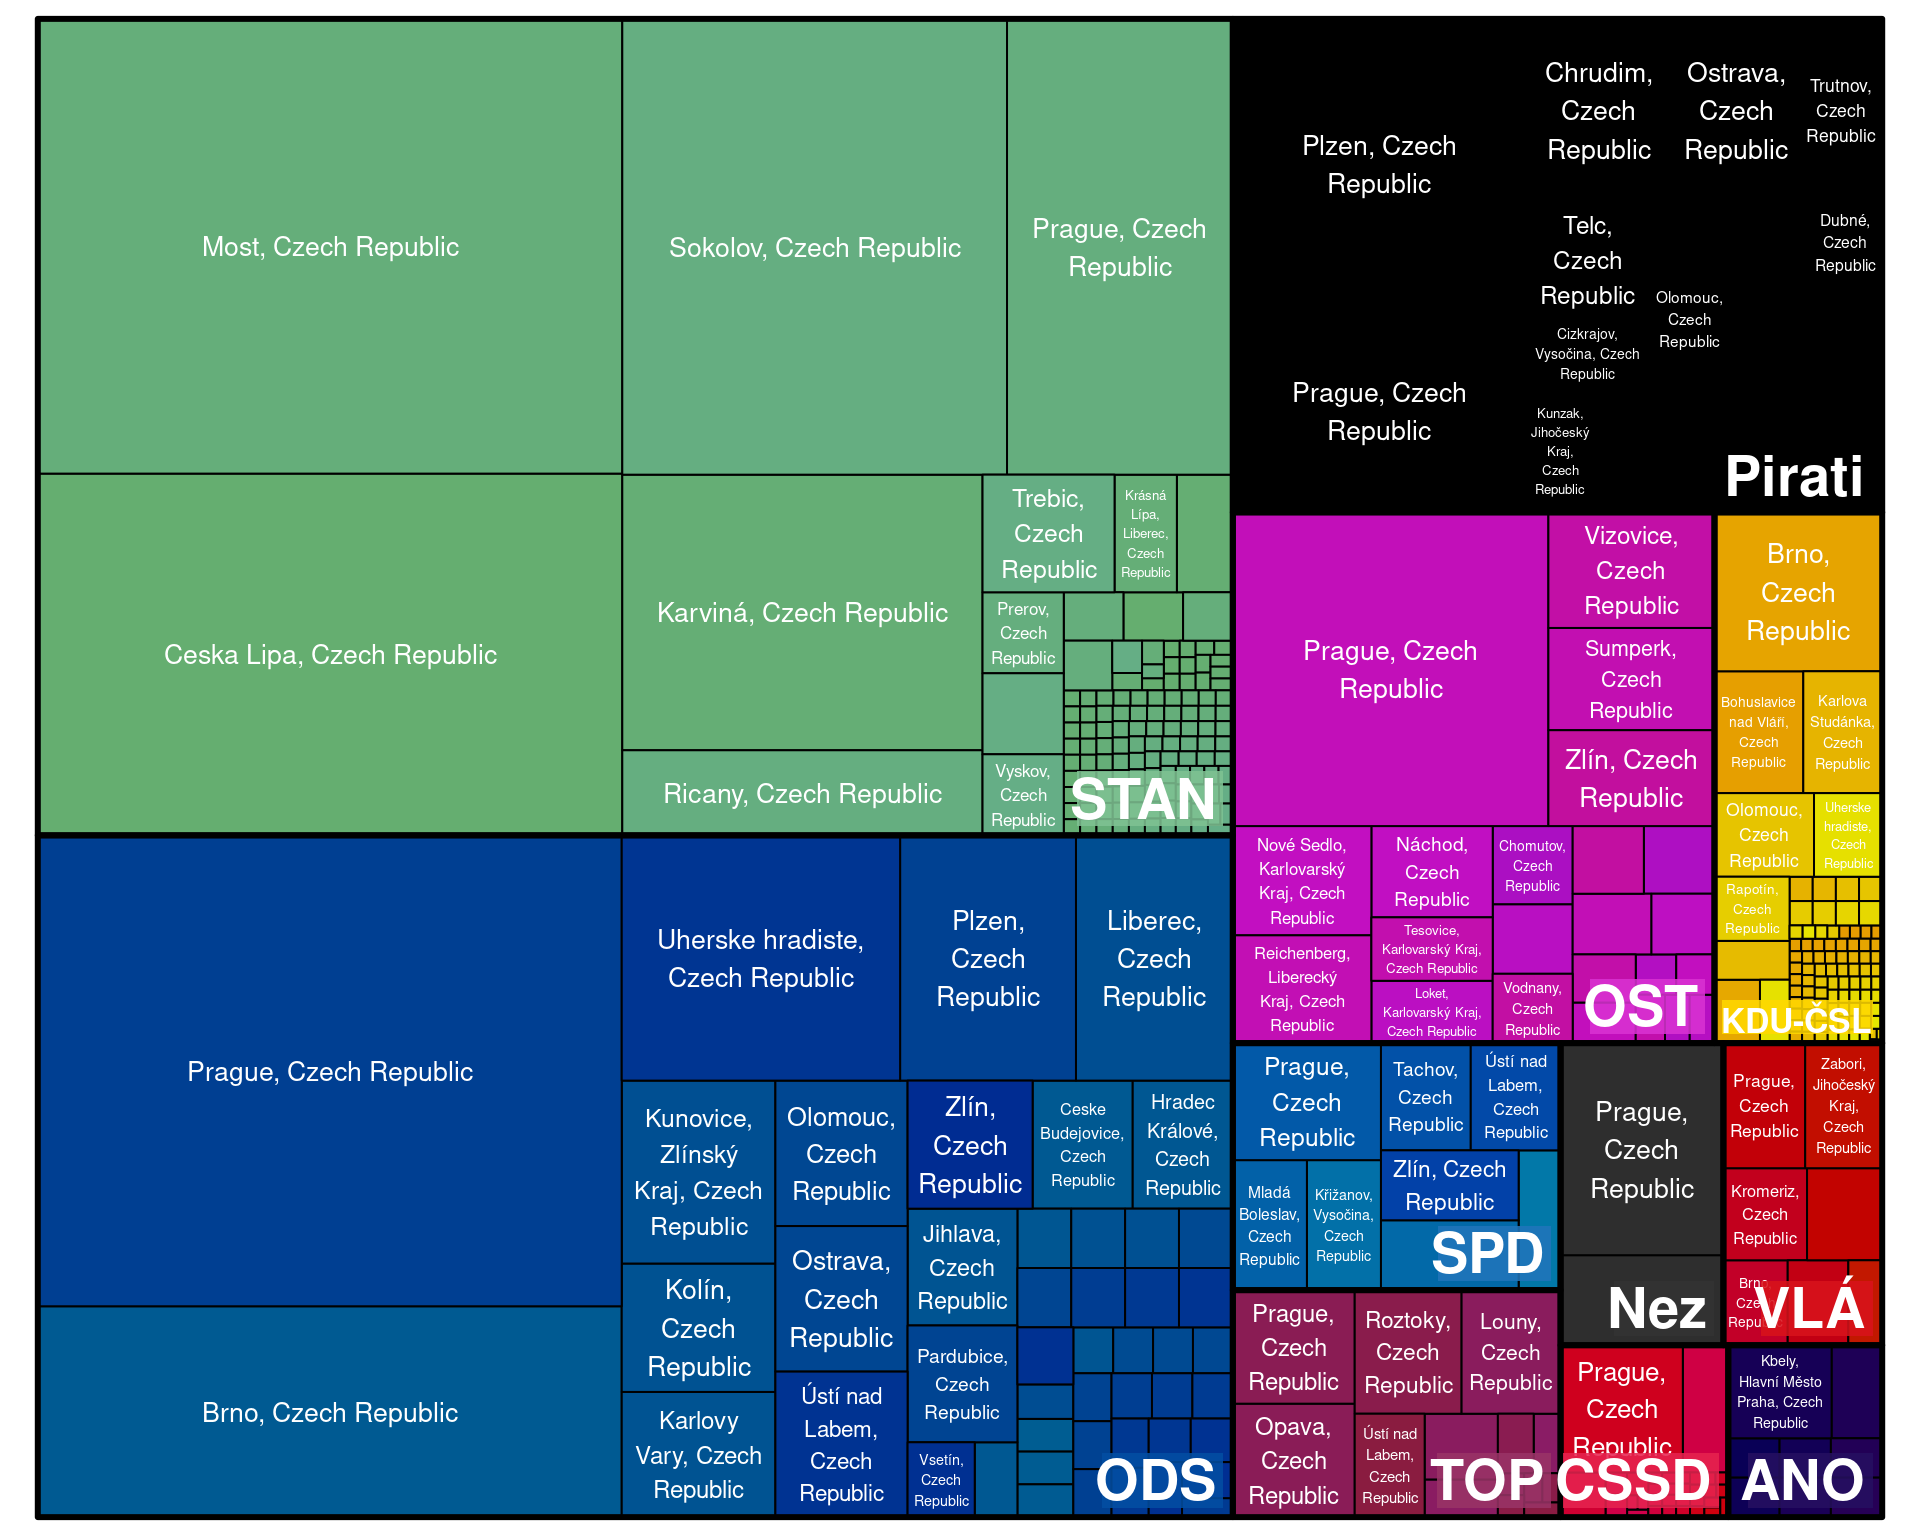 Most, Czech Republic
Sokolov, Czech Republic
Prague, Czech
Republic
Ceska Lipa, Czech Republic
Karviná, Czech Republic
Ricany, Czech Republic
Trebic,
Czech
Republic
Krásná
Lípa,
Liberec,
Czech
Republic
Prerov,
Czech
Republic
Vyskov,
Czech
Republic
STAN
Plzen, Czech
Republic
Prague, Czech
Republic
Chrudim,
Czech
Republic
Ostrava,
Czech
Republic
Trutnov,
Czech
Republic
Telc,
Czech
Republic
Olomouc,
Czech
Republic
Dubné,
Czech
Republic
Cizkrajov,
Vysočina, Czech
Republic
Kunzak,
Jihočeský
Kraj,
Czech
Republic
Pirati
Prague, Czech
Republic
Vizovice,
Czech
Republic
Sumperk,
Czech
Republic
Zlín, Czech
Republic
Nové Sedlo,
Karlovarský
Kraj, Czech
Republic
Reichenberg,
Liberecký
Kraj, Czech
Republic
Náchod,
Czech
Republic
Tesovice,
Karlovarský Kraj,
Czech Republic
Loket,
Karlovarský Kraj,
Czech Republic
Chomutov,
Czech
Republic
Vodnany,
Czech
Republic
OST
Brno,
Czech
Republic
Bohuslavice
nad Vláří,
Czech
Republic
Karlova
Studánka,
Czech
Republic
Olomouc,
Czech
Republic
Uherske
hradiste,
Czech
Republic
Rapotín,
Czech
Republic
KDU-ČSL
Prague, Czech Republic
Brno, Czech Republic
Uherske hradiste,
Czech Republic
Plzen,
Czech
Republic
Liberec,
Czech
Republic
Kunovice,
Zlínský
Kraj, Czech
Republic
Kolín,
Czech
Republic
Karlovy
Vary, Czech
Republic
Olomouc,
Czech
Republic
Ostrava,
Czech
Republic
Ústí nad
Labem,
Czech
Republic
Zlín,
Czech
Republic
Ceske
Budejovice,
Czech
Republic
Hradec
Králové,
Czech
Republic
Jihlava,
Czech
Republic
Pardubice,
Czech
Republic
Vsetín,
Czech
Republic
ODS
Prague,
Czech
Republic
Tachov,
Czech
Republic
Ústí nad
Labem,
Czech
Republic
Mladá
Boleslav,
Czech
Republic
Křižanov,
Vysočina,
Czech
Republic
Zlín, Czech
Republic
SPD
Prague,
Czech
Republic
Nez
Prague,
Czech
Republic
Zabori,
Jihočeský
Kraj,
Czech
Republic
Kromeriz,
Czech
Republic
VLÁ
Prague,
Czech
Republic
Roztoky,
Czech
Republic
Louny,
Czech
Republic
Opava,
Czech
Republic
Ústí nad
Labem,
Czech
Republic
TOP
Prague,
Czech
Republic
CSSD
Kbely,
Hlavní Město
Praha, Czech
Republic
ANO